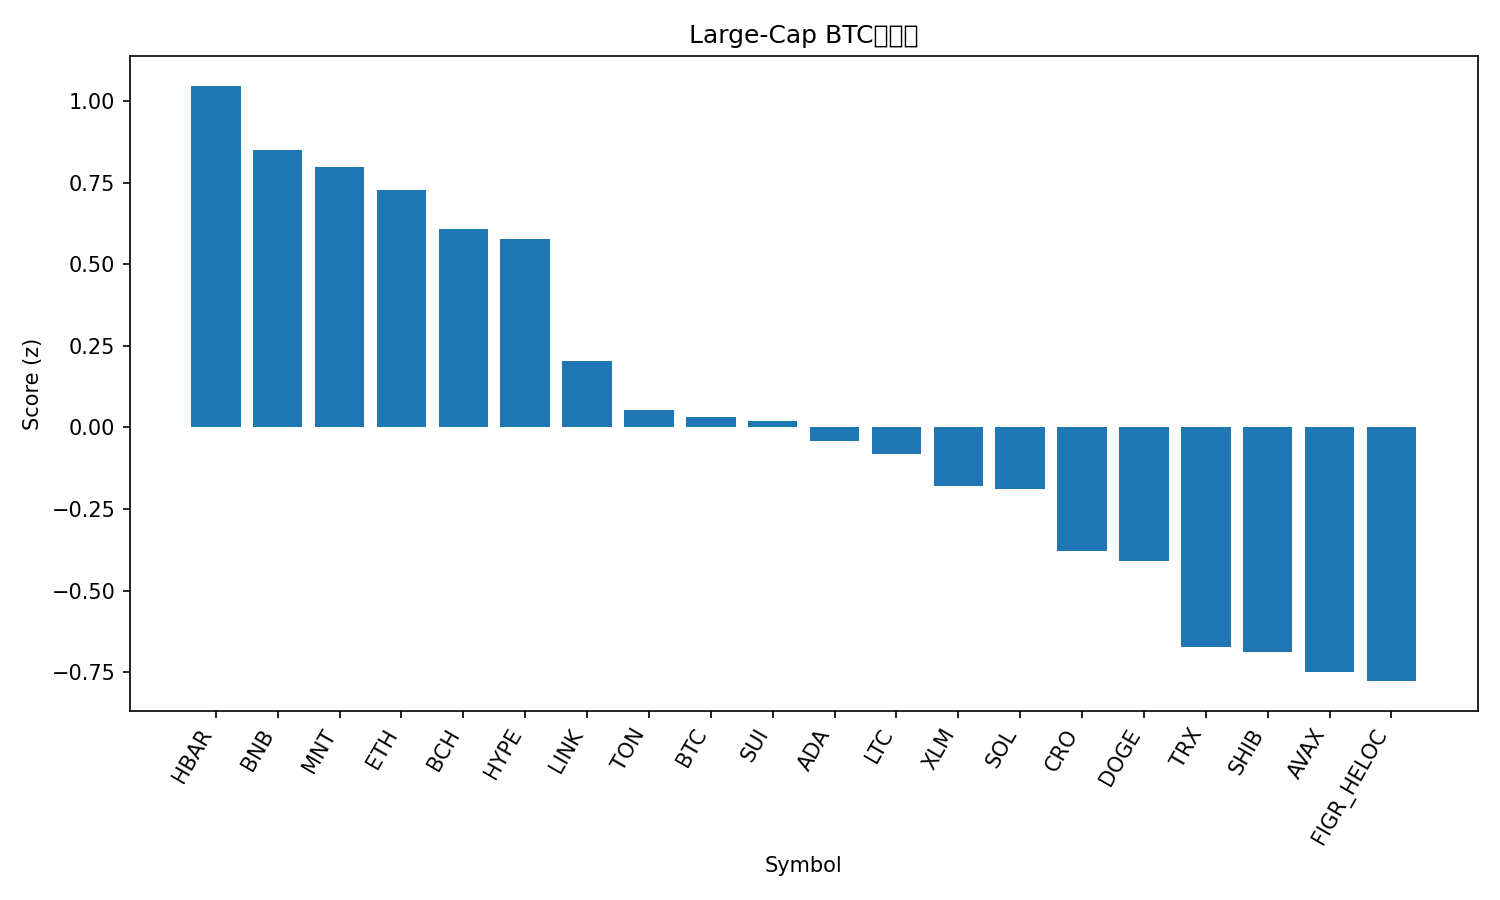 Large-Cap BTC
Score (z)
1.00
0.75
0.50
0.25
0.00
−0.25
−0.50
−0.75
HBAR
BNB
MNT
ETH
BCH
HYPE
LINK
TON
BTC
SUI
ADA
LTC
XLM
SOL
CRO
DOGE
TRX
SHIB
AVAX
FIGR_HELOC
Symbol